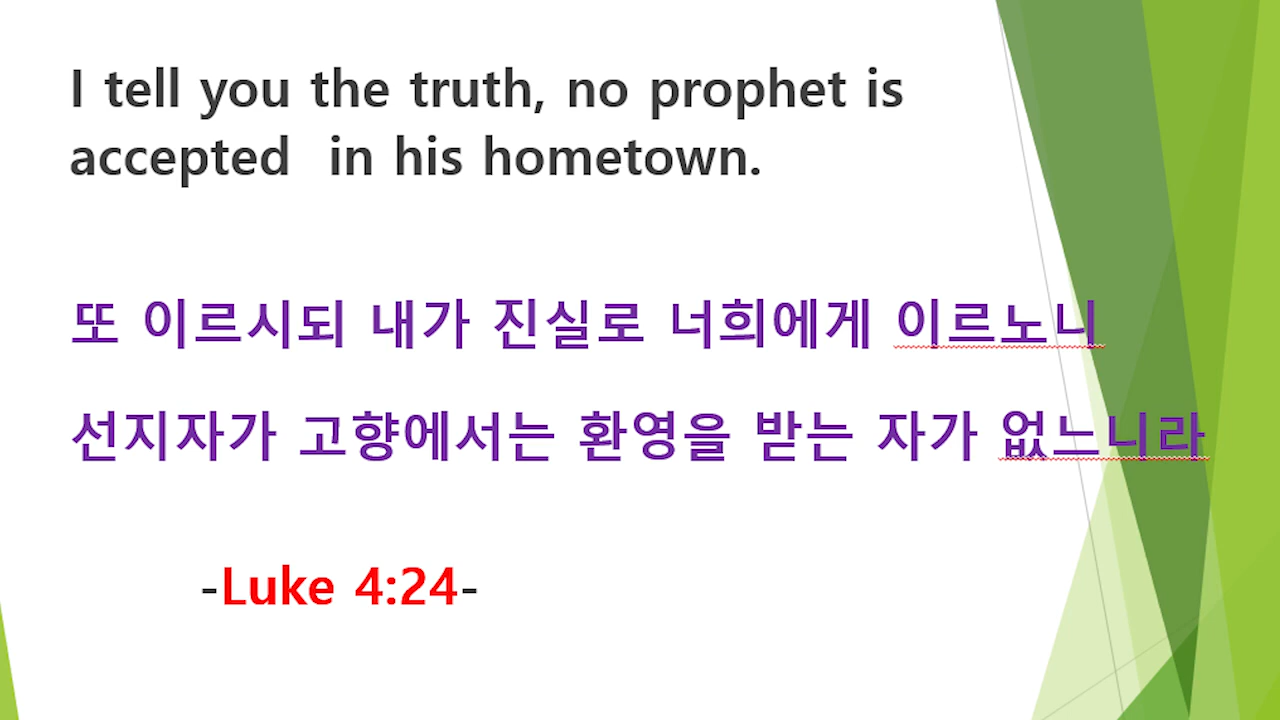 I tell you the truth, no prophet is
accepted  in his hometown.
또 이르시되 내가 진실로 너희에게 이르노니
선지자가 고향에서는 환영을 받는 자가 없느니라
-Luke 4:24-